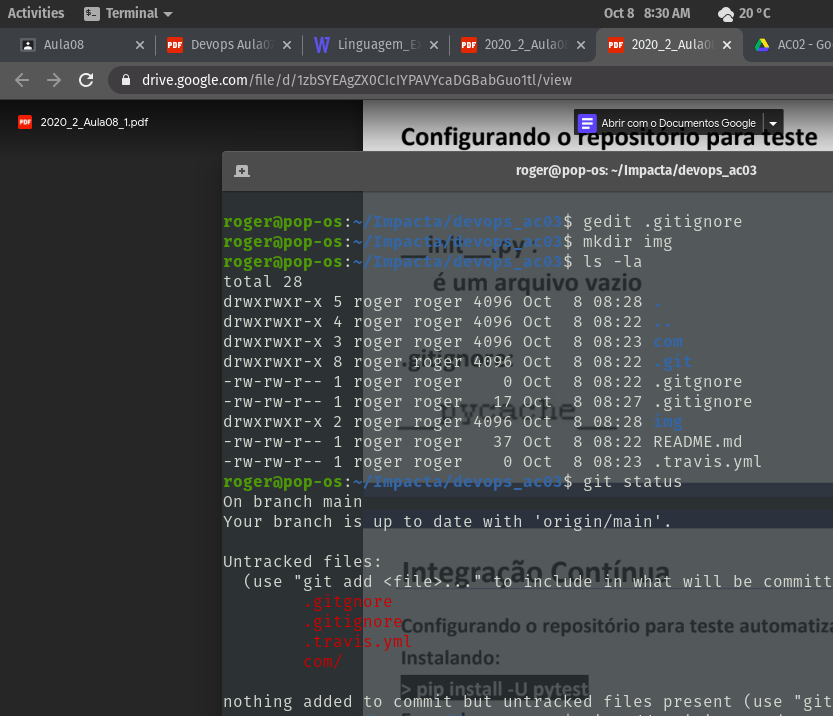 Activities Terminal Oct 8 8:30 AM 20 °C
Aula08 Devops Aula07 Linguagem_Ex 2020_2_Aula08 2020_2_Aula0 AC02 - Go
drive.google.com/file/d/1zbSYEAgZX0CIcIYPAVYcaDGBabGuo1tl/view
PDF 2020_2_Aula08_1.pdf
Abrir com o Documentos Google
Configurando o repositório para teste
roger@pop-os: ~/Impacta/devops_ac03
roger@pop-os:~/Impacta/devops_ac03$ gedit .gitignore
roger@pop-os:~/Impacta/devops_ac03$ mkdir img
__init__.py :
roger@pop-os:~/Impacta/devops_ac03$ ls -la
total 28
é um arquivo vazio
drwxrwxr-x 5 roger roger 4096 Oct  8 08:28 .
drwxrwxr-x 4 roger roger 4096 Oct  8 08:22 ..
drwxrwxr-x 3 roger roger 4096 Oct  8 08:23 com
drwxrwxr-x 8 roger roger 4096 Oct  8 08:22 .git
.gitignore:
-rw-rw-r-- 1 roger roger    0 Oct  8 08:22 .gitgnore
-rw-rw-r-- 1 roger roger   17 Oct  8 08:27 .gitignore
__pycache__
drwxrwxr-x 2 roger roger 4096 Oct  8 08:28 img
-rw-rw-r-- 1 roger roger   37 Oct  8 08:22 README.md
-rw-rw-r-- 1 roger roger    0 Oct  8 08:23 .travis.yml
roger@pop-os:~/Impacta/devops_ac03$ git status
On branch main
Your branch is up to date with 'origin/main'.
Untracked files:
Integração Contínua
(use "git add <file>..." to include in what will be committ
.gitgnore
.gitignore
Configurando o repositório para teste automatiza
.travis.yml
com/
Instalando:
> pip install -U pytest
nothing added to commit but untracked files present (use "git